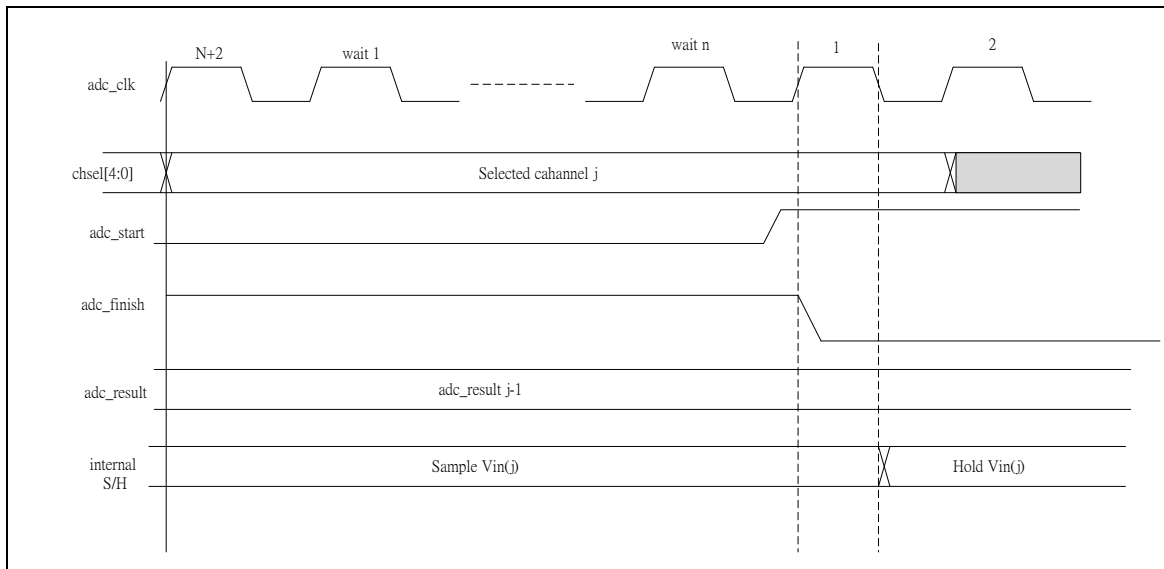 N+2
wait 1
wait n
1
2
adc_clk
chsel[4:0]
Selected cahannel j
adc_start
adc_finish
adc_result
adc_result j-1
internal
S/H
Sample Vin(j)
Hold Vin(j)